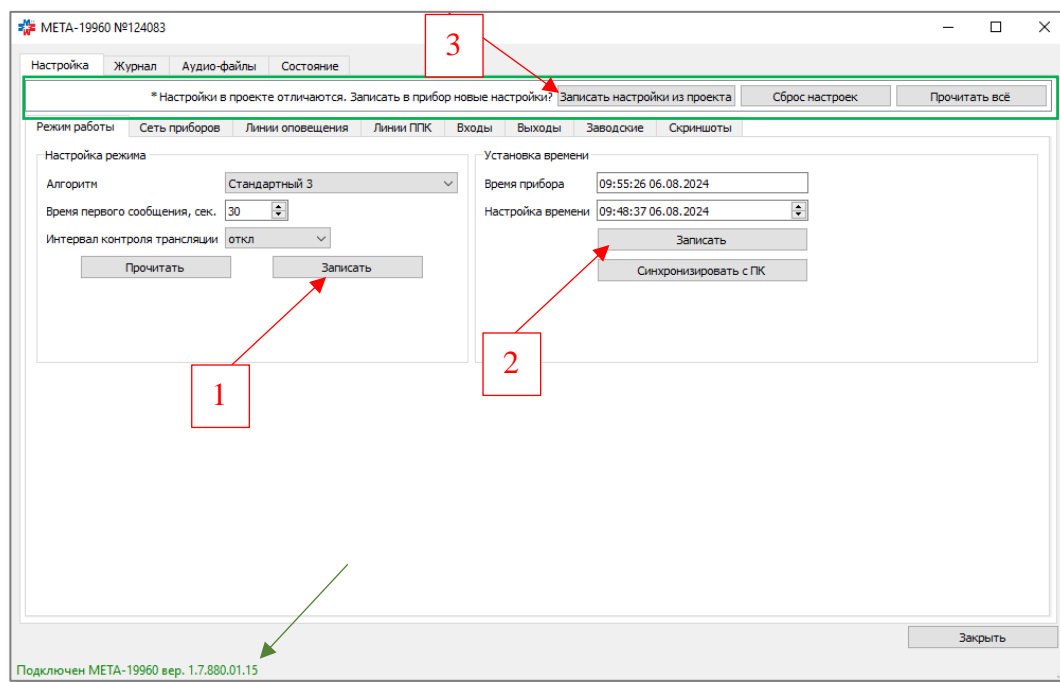 META-19960 №124083
3
Настройка Журнал Аудио-файлы Состояние
* Настройки в проекте отличаются. Записать в прибор новые настройки? Записать настройки из проекта Сброс настроек Прочитать всё
Режим работы Сеть приборов Линии оповещения Линии ППК Входы Выходы Заводские Скриншоты
Настройка режима Установка времени
Алгоритм Стандартный 3 Время прибора 09:55:26 06.08.2024
Время первого сообщения, сек. 30 Настройка времени 09:48:37 06.08.2024
Интервал контроля трансляции откл Записать
Прочитать Записать Синхронизировать с ПК
2
1
Закрыть
Подключен META-19960 вер. 1.7.880.01.15